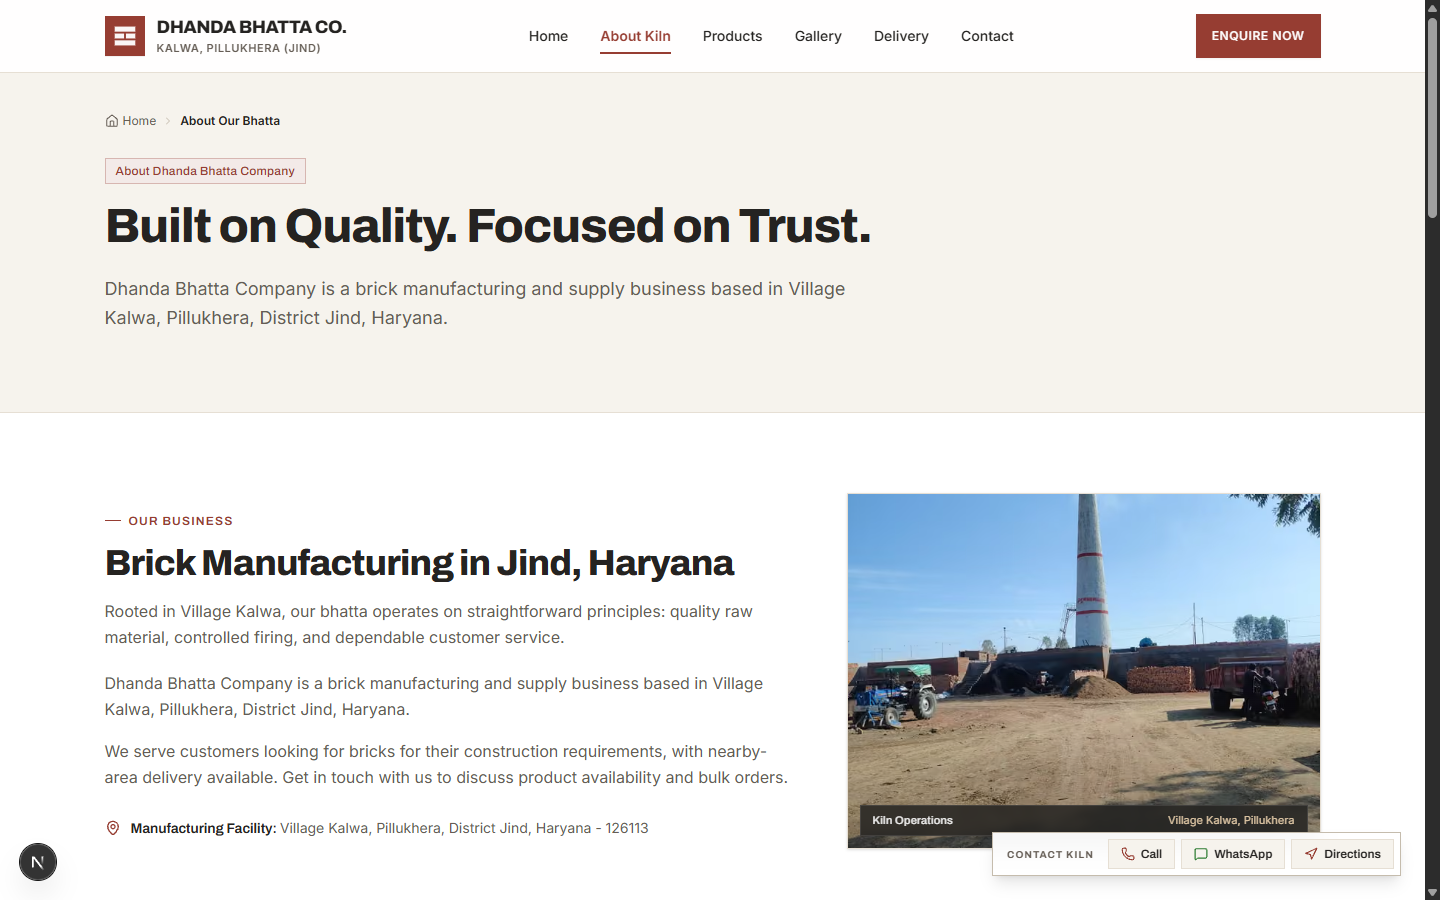 DHANDA BHATTA CO.
KALWA, PILLUKHERA (JIND)
Home
About Kiln
Products
Gallery
Delivery
Contact
ENQUIRE NOW
Home
About Our Bhatta
About Dhanda Bhatta Company
Built on Quality. Focused on Trust.
Dhanda Bhatta Company is a brick manufacturing and supply business based in Village
Kalwa, Pillukhera, District Jind, Haryana.
OUR BUSINESS
Brick Manufacturing in Jind, Haryana
Rooted in Village Kalwa, our bhatta operates on straightforward principles: quality raw
material, controlled firing, and dependable customer service.
Dhanda Bhatta Company is a brick manufacturing and supply business based in Village
Kalwa, Pillukhera, District Jind, Haryana.
We serve customers looking for bricks for their construction requirements, with nearby-
area delivery available. Get in touch with us to discuss product availability and bulk orders.
Manufacturing Facility: Village Kalwa, Pillukhera, District Jind, Haryana - 126113
Kiln Operations
Village Kalwa, Pillukhera
CONTACT KILN
Call
WhatsApp
Directions
N